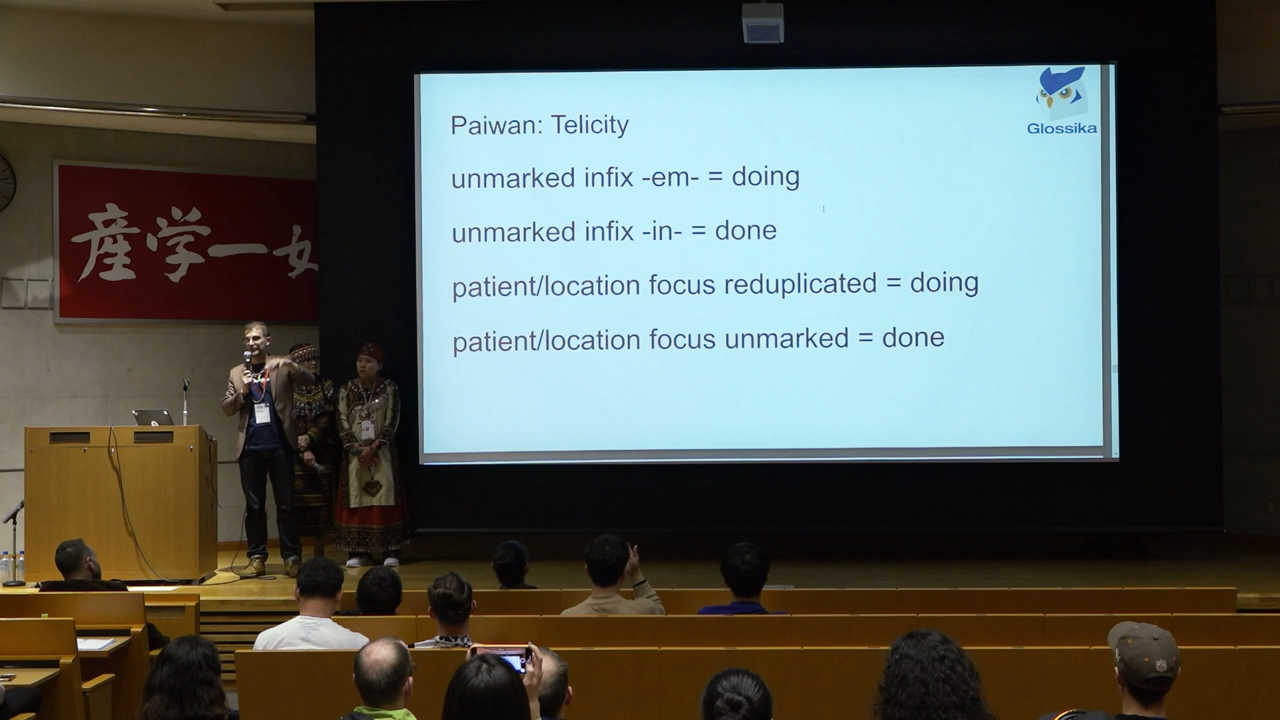 産学一如
Glossika
Paiwan: Telicity
unmarked infix -em- = doing
unmarked infix -in- = done
patient/location focus reduplicated = doing
patient/location focus unmarked = done